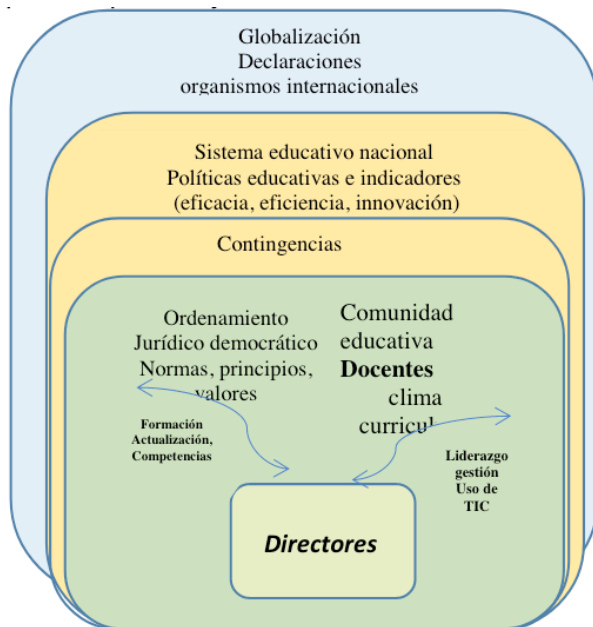 Globalización
Declaraciones
organismos internacionales
Sistema educativo nacional
Políticas educativas e indicadores
(eficacia, eficiencia, innovación)
Contingencias
Ordenamiento
Jurídico democrático
Normas, principios,
valores
Comunidad
educativa
Docentes
clima
curricul
Formación
Actualización,
Competencias
Liderazgo
gestión
Uso de
TIC
Directores